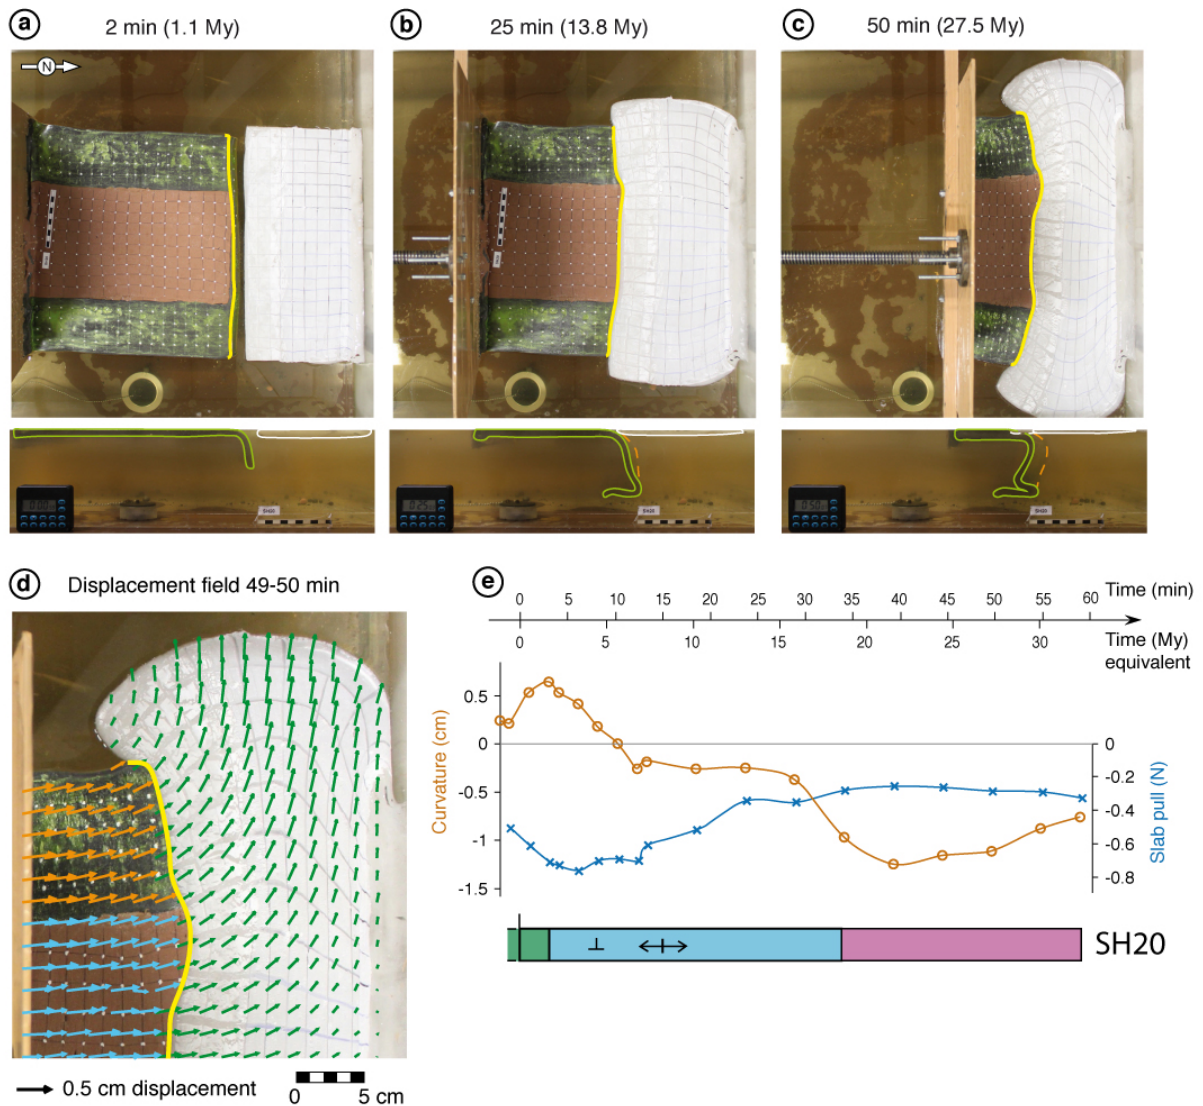 a 2 min (1.1 My)
b 25 min (13.8 My)
c 50 min (27.5 My)
N
SH20
SH20
SH20
d Displacement field 49-50 min
0.5 cm displacement
0 5 cm
e
0 5 10 15 20 25 30 35 40 45 50 55 60 Time (min)
0 5 10 15 20 30 Time (My)
equivalent
Curvature (cm)
0.5
0
-0.5
-1
-1.5
0
-0.2
-0.4
-0.6
-0.8
Slab pull (N)
SH20